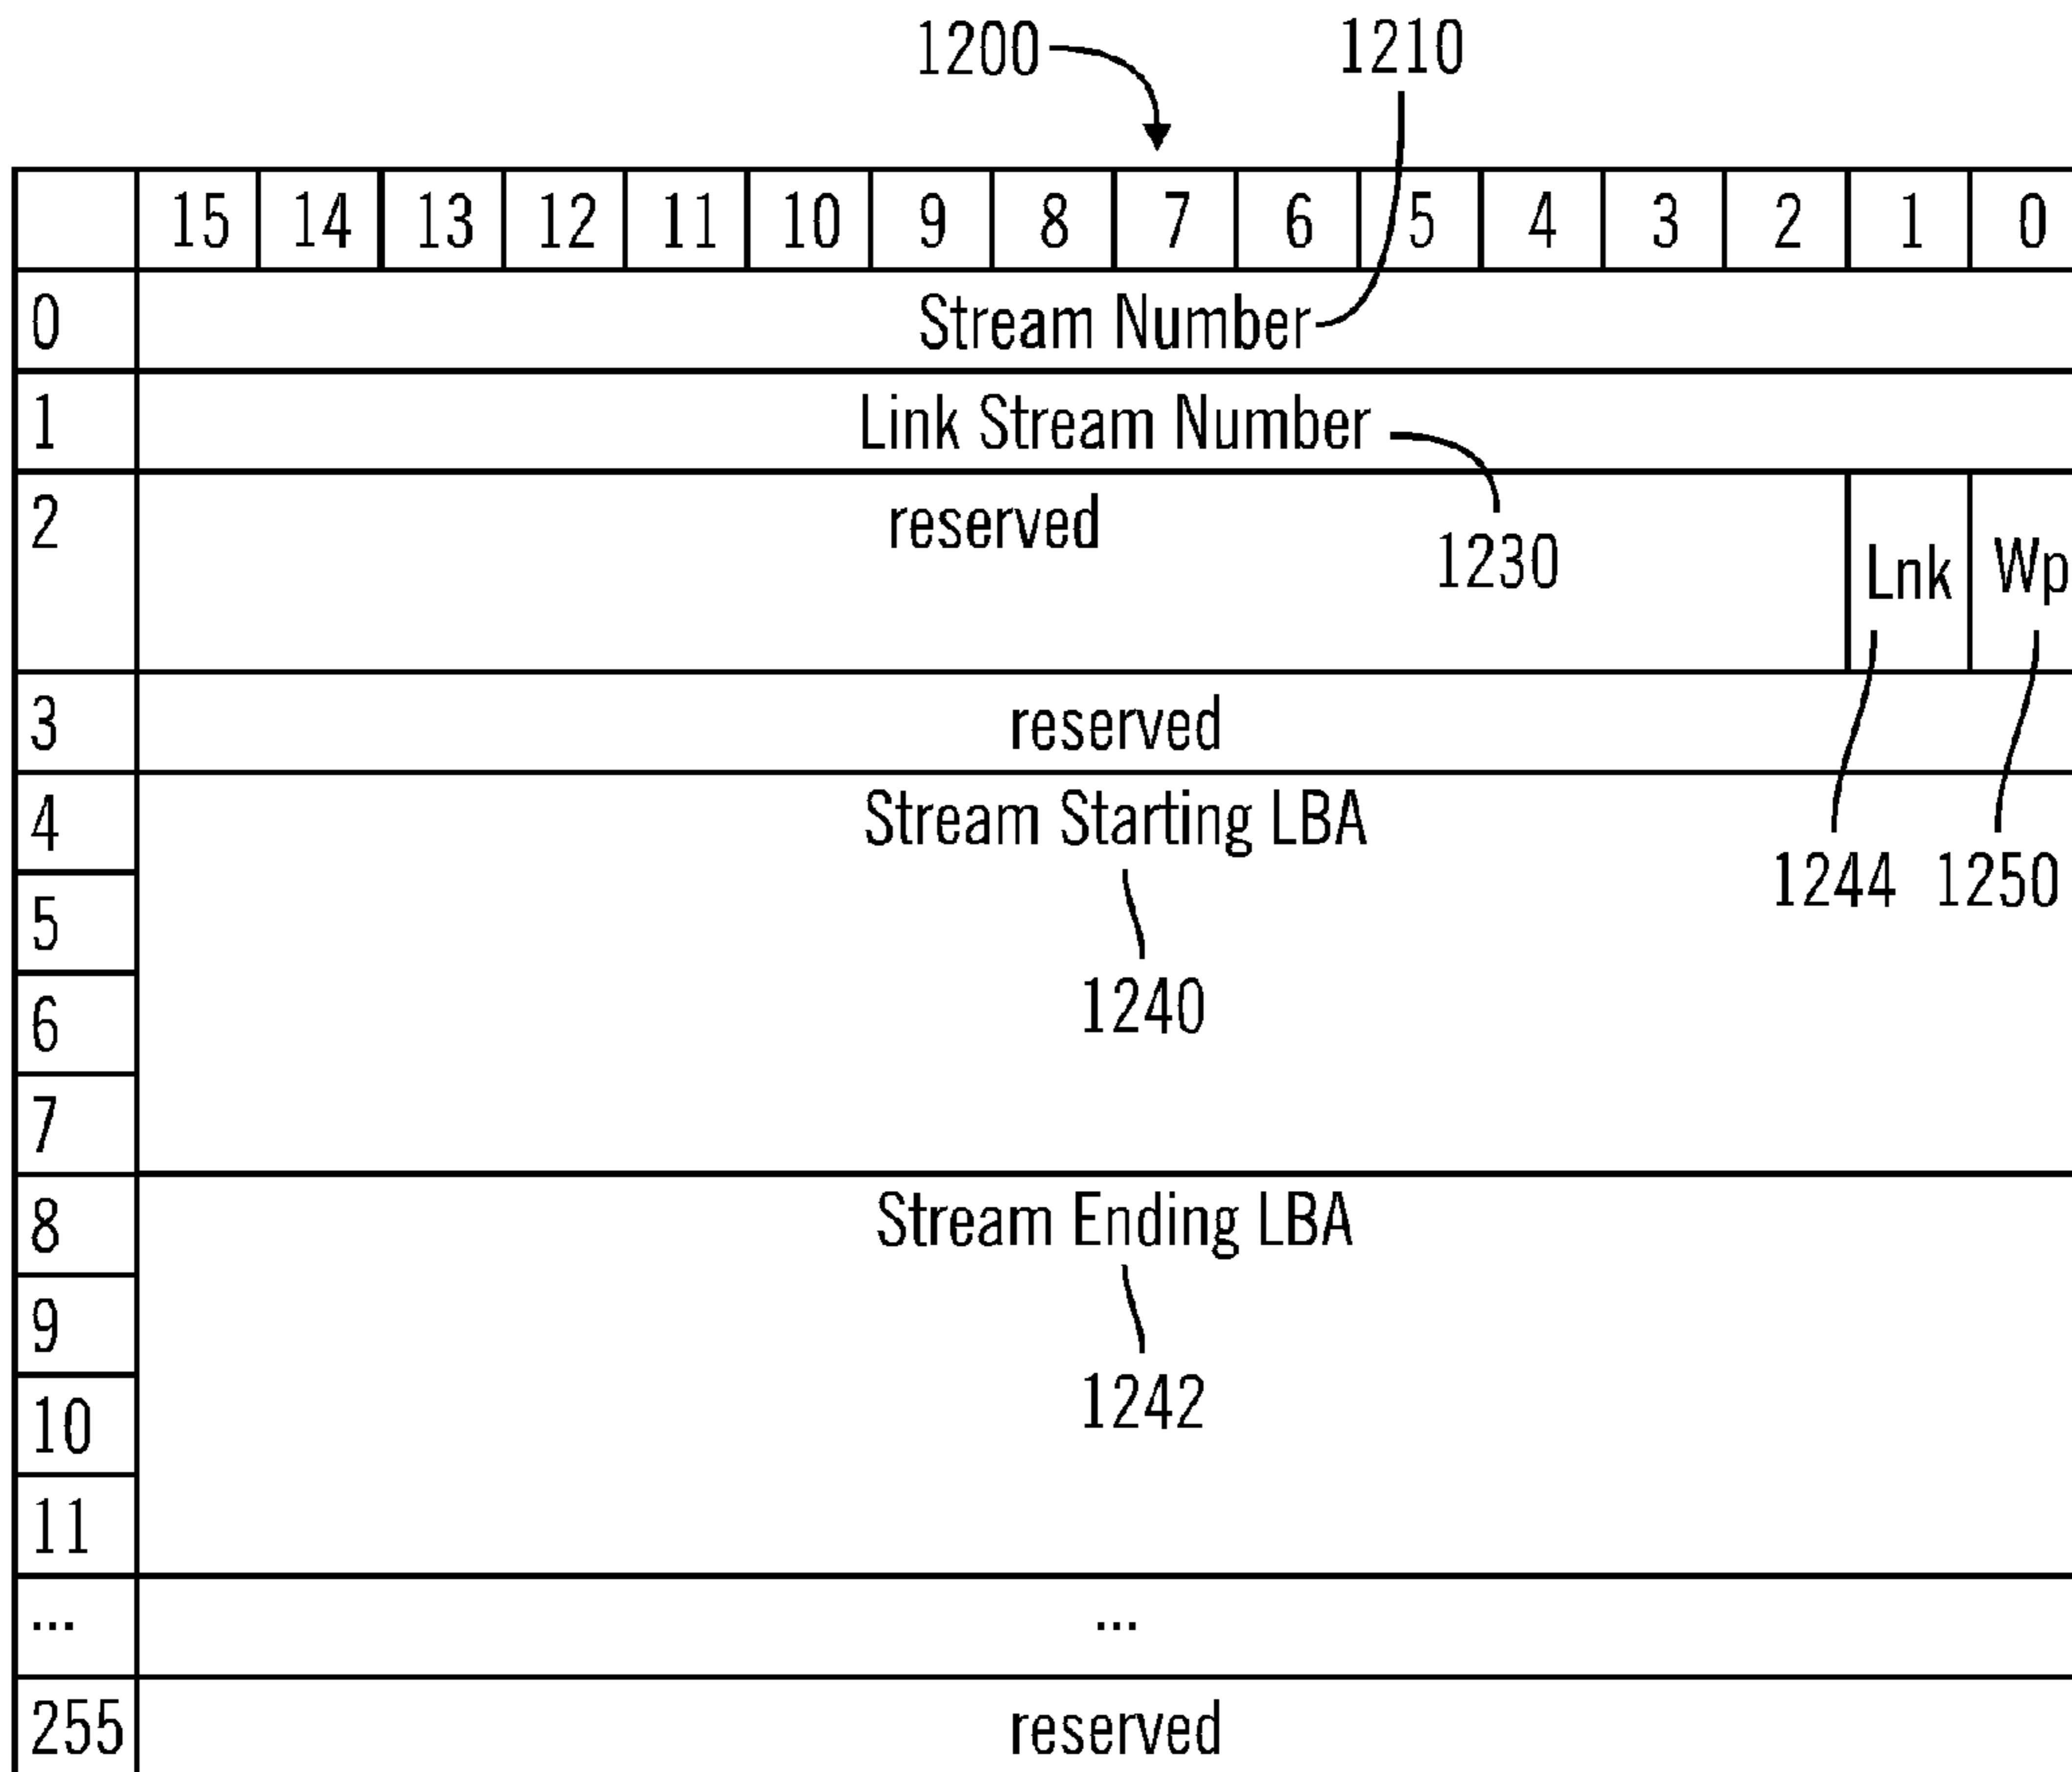 1200 1210
15 14 13 12 11 10 9 8 7 6 5 4 3 2 1 0
0 Stream Number
1 Link Stream Number
2 reserved 1230 Lnk Wp
3 reserved
4 Stream Starting LBA
1244 1250
5
6 1240
7
8 Stream Ending LBA
9
10 1242
11
... ...
255 reserved